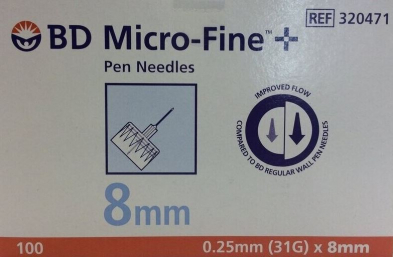 REF 320471
BD Micro-Fine™+
Pen Needles
IMPROVED FLOW
COMPARED TO BD REGULAR WALL PEN NEEDLES
8mm
100
0.25mm (31G) x 8mm